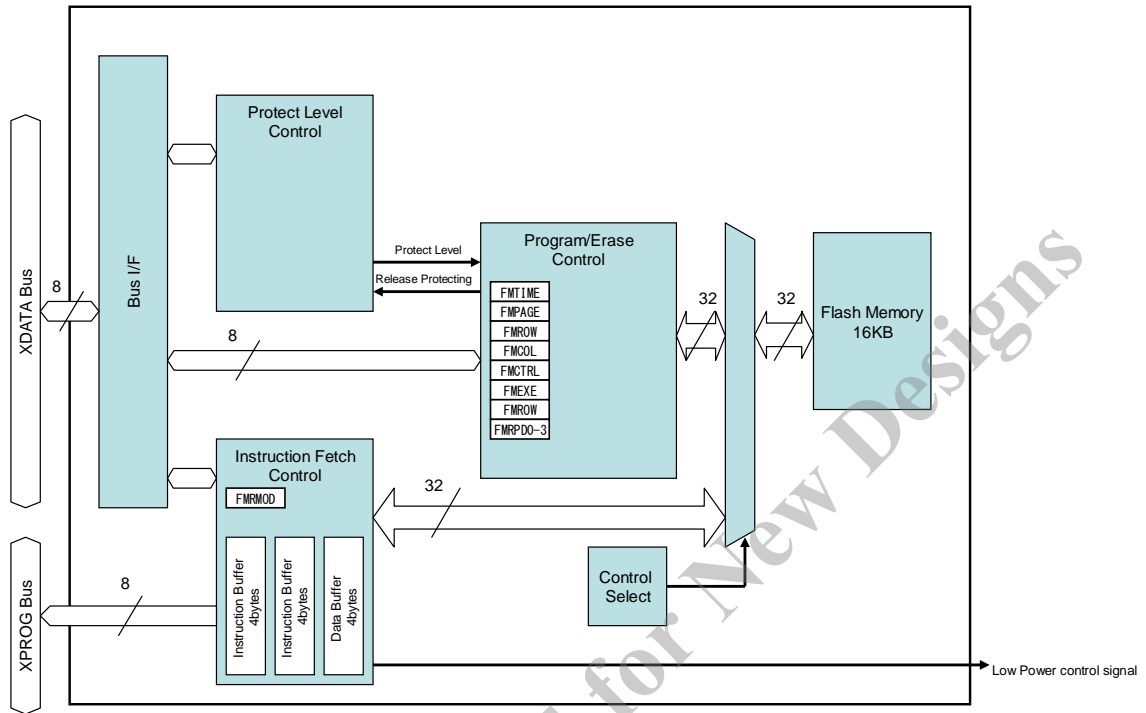 Protect Level
Control
Bus I/F
XDATA Bus
8
Protect Level
Release Protecting
Program/Erase
Control
FMTIME
FMPAGE
FMROW
FMCOL
FMCTRL
FMEXE
FMROW
FMRPD0-3
8
32
32
Flash Memory
16KB
Instruction Fetch
Control
FMRMOD
32
Instruction Buffer
4bytes
Instruction Buffer
4bytes
Data Buffer
4bytes
XPROG Bus
8
Control
Select
Low Power control signal
for New Designs